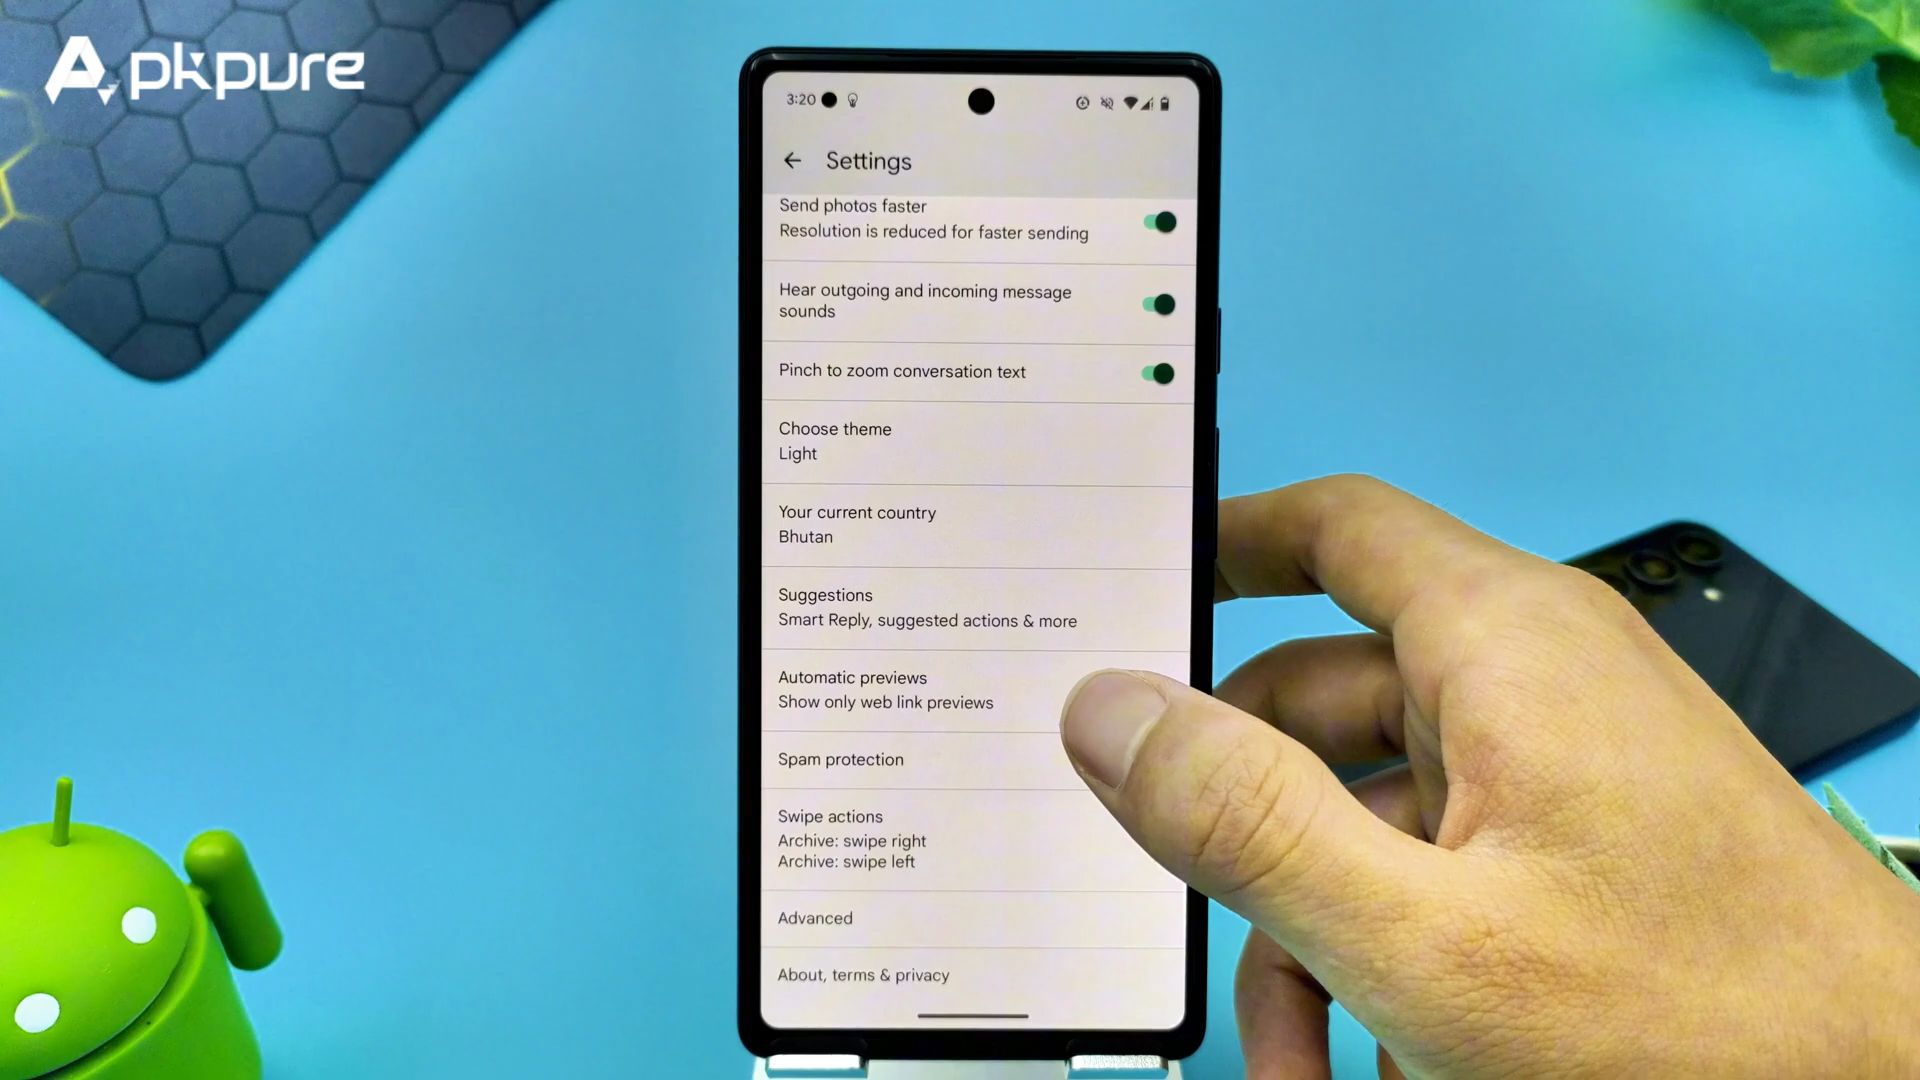 Apkpure
3:20
Settings
Send photos faster
Resolution is reduced for faster sending
Hear outgoing and incoming message
sounds
Pinch to zoom conversation text
Choose theme
Light
Your current country
Bhutan
Suggestions
Smart Reply, suggested actions & more
Automatic previews
Show only web link previews
Spam protection
Swipe actions
Archive: swipe right
Archive: swipe left
Advanced
About, terms & privacy